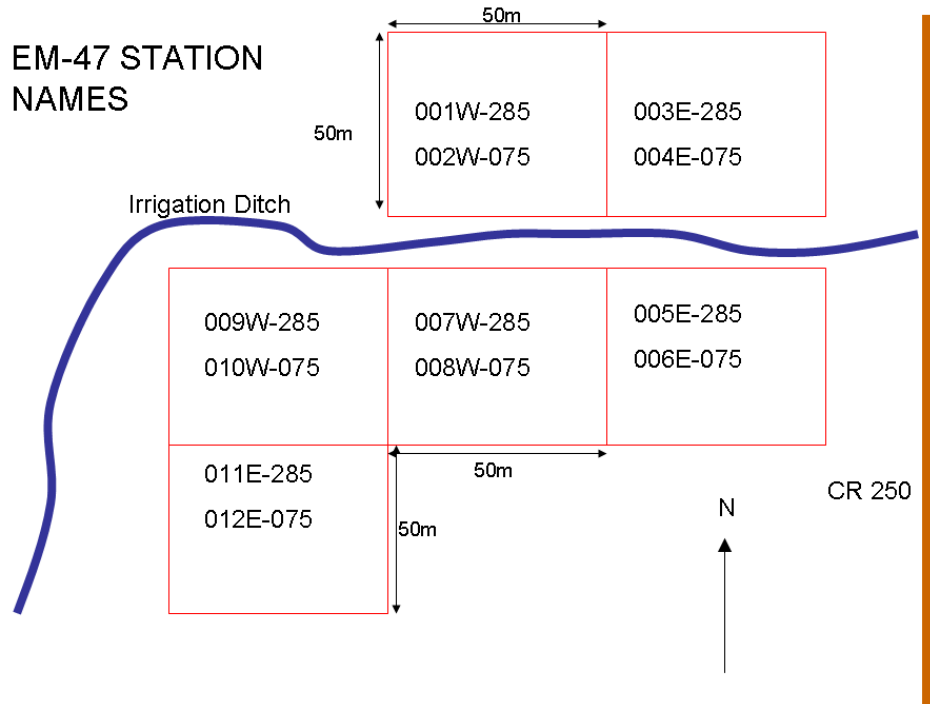 EM-47 STATION
NAMES
50m
50m
001W-285
002W-075
003E-285
004E-075
Irrigation Ditch
009W-285
010W-075
007W-285
008W-075
005E-285
006E-075
011E-285
012E-075
50m
50m
N
CR 250